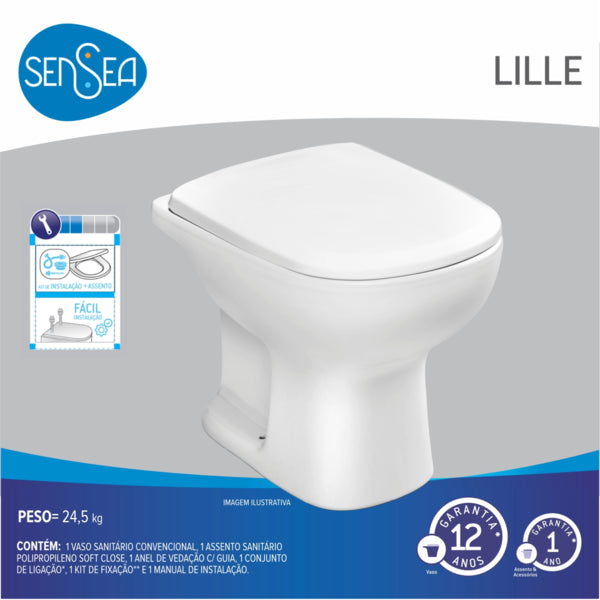 SENSEA
LILLE
KIT DE INSTALAÇÃO + ASSENTO
FÁCIL
INSTALAÇÃO
IMAGEM ILUSTRATIVA
PESO= 24,5 kg
CONTÉM: 1 VASO SANITÁRIO CONVENCIONAL, 1 ASSENTO SANITÁRIO
POLIPROPILENO SOFT CLOSE, 1 ANEL DE VEDAÇÃO C/ GUIA, 1 CONJUNTO
DE LIGAÇÃO*, 1 KIT DE FIXAÇÃO** E 1 MANUAL DE INSTALAÇÃO.
GARANTIA
12
ANOS
Vaso
GARANTIA
1
ANO
Assento &
Acessórios